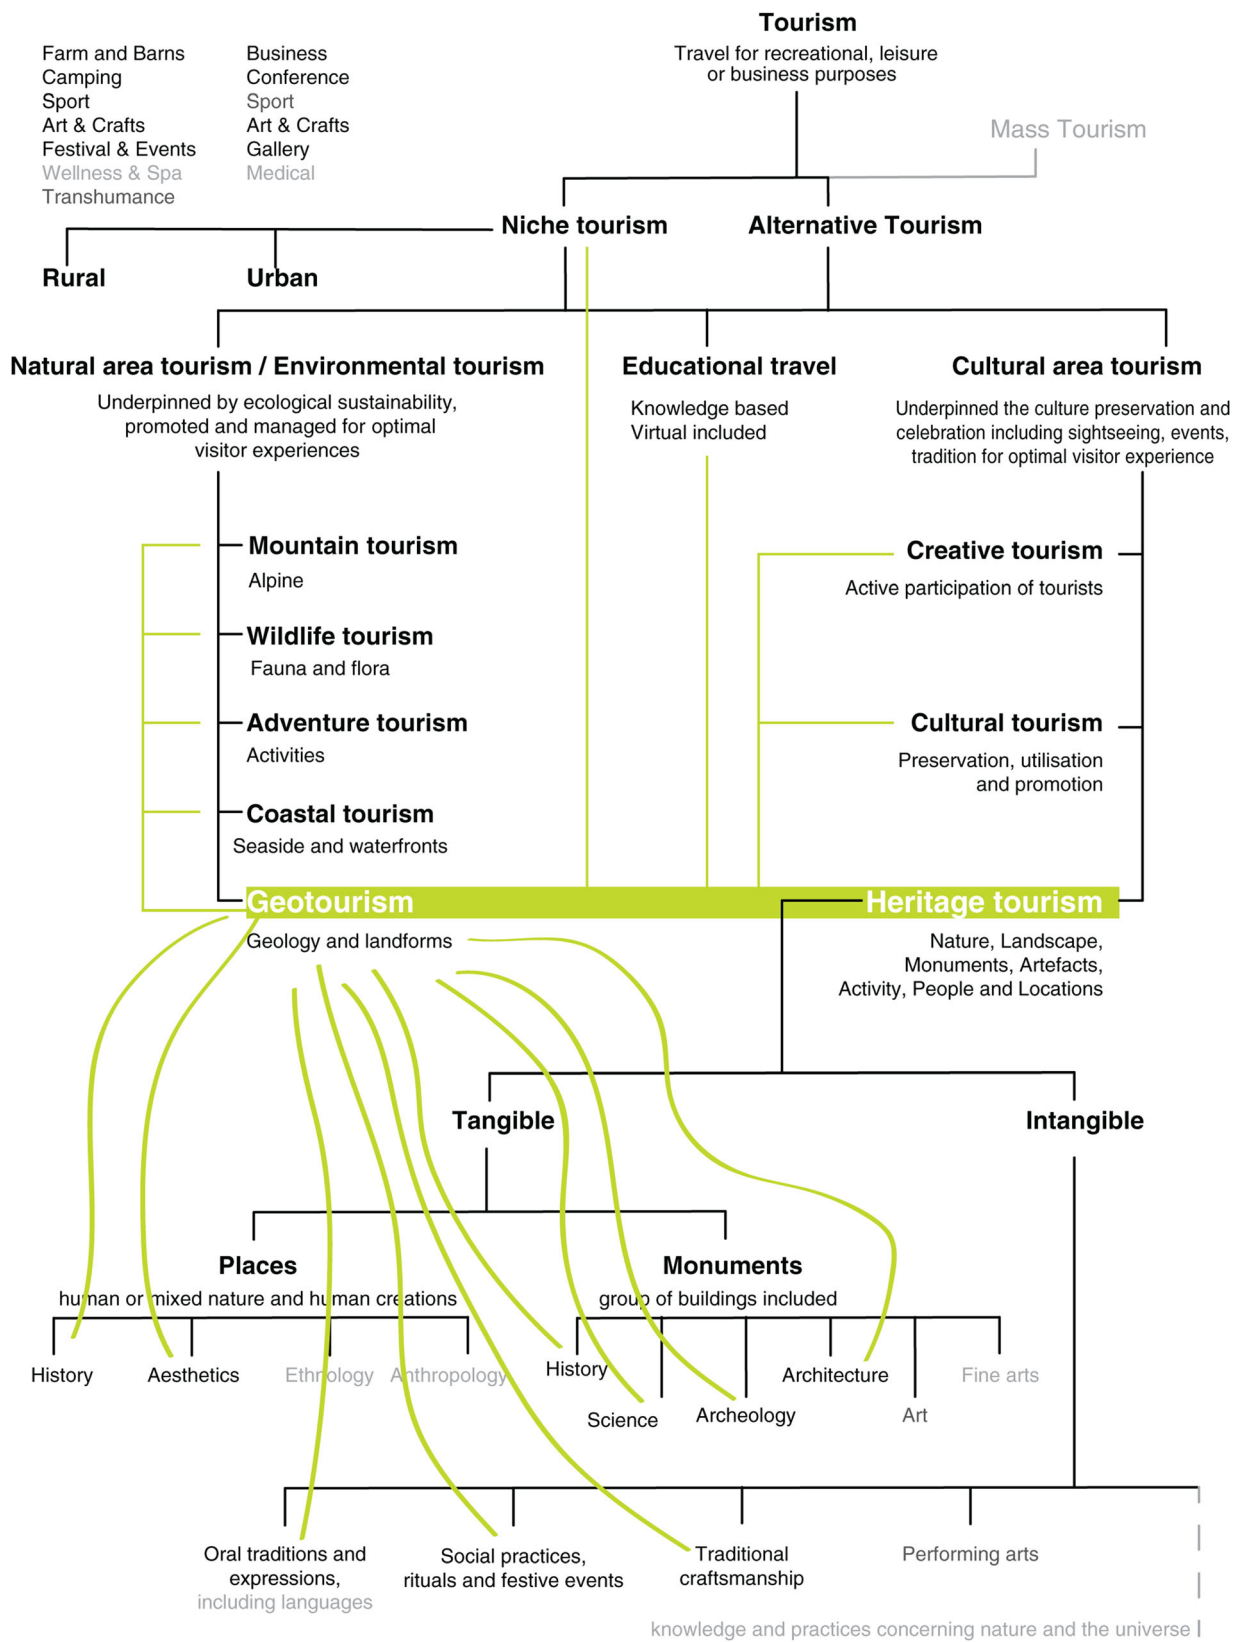 Tourism
Travel for recreational, leisure
or business purposes
Farm and Barns
Camping
Sport
Art & Crafts
Festival & Events
Wellness & Spa
Transhumance
Business
Conference
Sport
Art & Crafts
Gallery
Medical
Mass Tourism
Niche tourism
Alternative Tourism
Rural
Urban
Natural area tourism / Environmental tourism
Underpinned by ecological sustainability,
promoted and managed for optimal
visitor experiences
Educational travel
Knowledge based
Virtual included
Cultural area tourism
Underpinned the culture preservation and
celebration including sightseeing, events,
tradition for optimal visitor experience
Mountain tourism
Alpine
Wildlife tourism
Fauna and flora
Adventure tourism
Activities
Coastal tourism
Seaside and waterfronts
Creative tourism
Active participation of tourists
Cultural tourism
Preservation, utilisation
and promotion
Geotourism
Geology and landforms
Heritage tourism
Nature, Landscape,
Monuments, Artefacts,
Activity, People and Locations
Tangible
Intangible
Places
human or mixed nature and human creations
Monuments
group of buildings included
History
Aesthetics
Ethnology
Anthropology
History
Science
Archeology
Architecture
Art
Fine arts
Oral traditions and
expressions,
including languages
Social practices,
rituals and festive events
Traditional
craftsmanship
Performing arts
knowledge and practices concerning nature and the universe